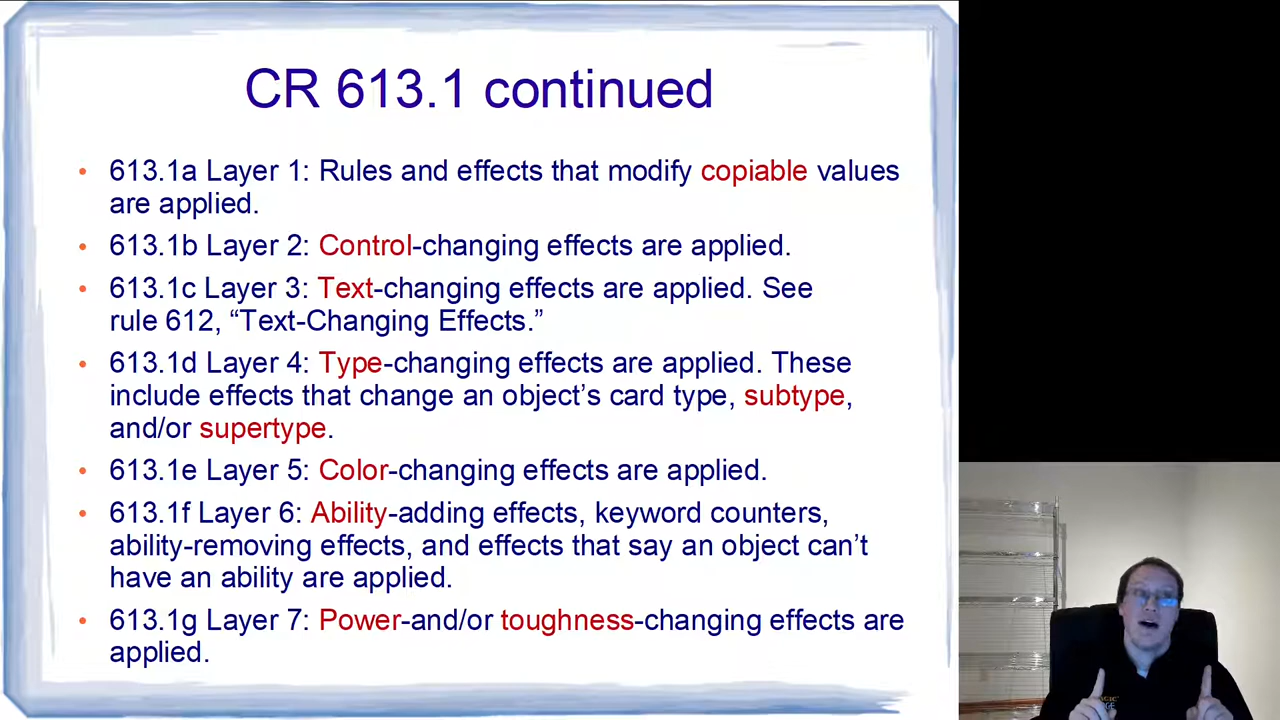 CR 613.1 continued
• 613.1a Layer 1: Rules and effects that modify copiable values
are applied.
• 613.1b Layer 2: Control-changing effects are applied.
• 613.1c Layer 3: Text-changing effects are applied. See
rule 612, “Text-Changing Effects.”
• 613.1d Layer 4: Type-changing effects are applied. These
include effects that change an object’s card type, subtype,
and/or supertype.
• 613.1e Layer 5: Color-changing effects are applied.
• 613.1f Layer 6: Ability-adding effects, keyword counters,
ability-removing effects, and effects that say an object can’t
have an ability are applied.
• 613.1g Layer 7: Power-and/or toughness-changing effects are
applied.